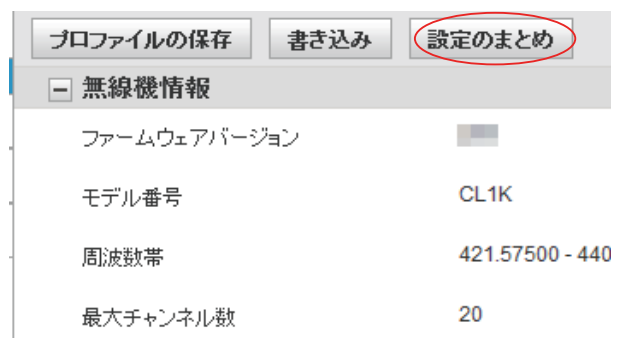 プロファイルの保存 書き込み 設定のまとめ
無線機情報
ファームウェアバージョン
モデル番号 CL1K
周波数帯 421.57500 - 440
最大チャンネル数 20